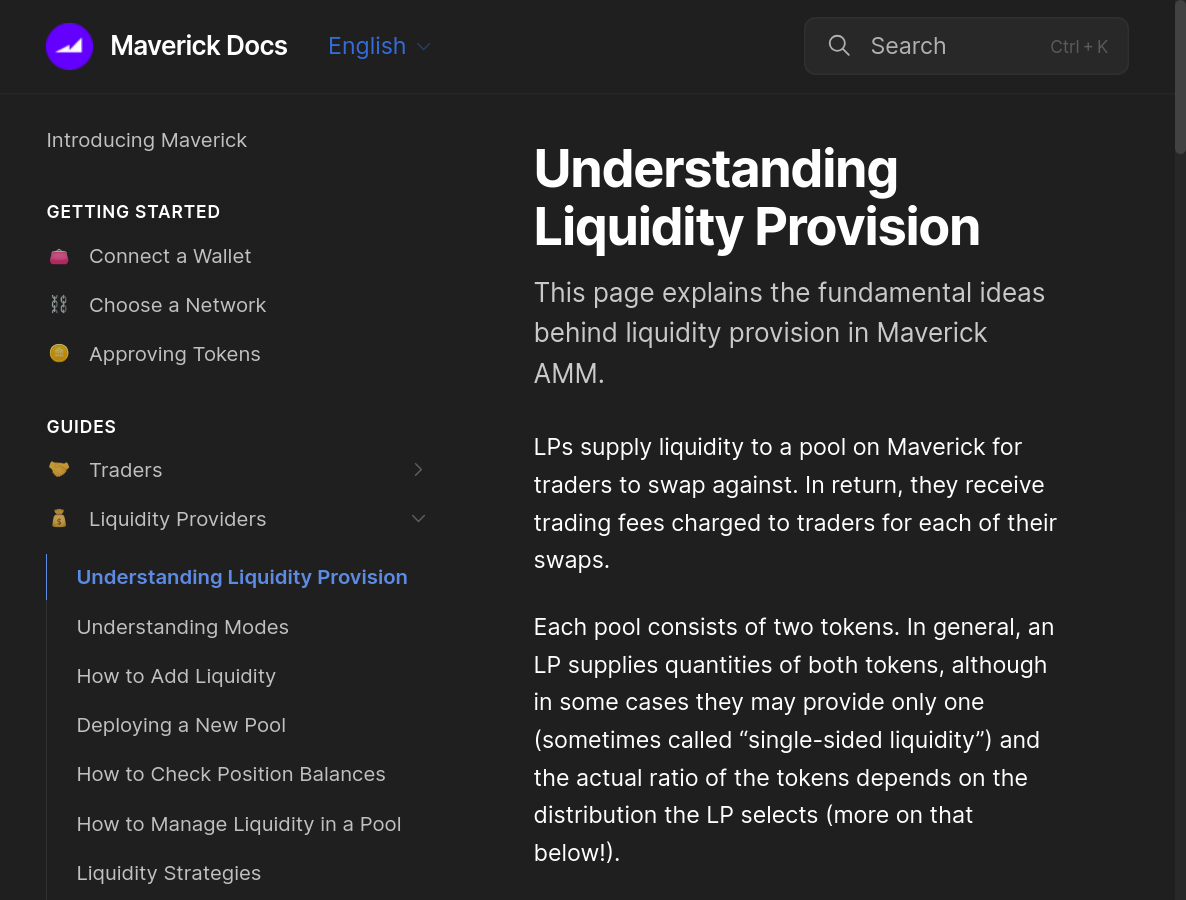 Maverick Docs
English
Search
Ctrl + K
Introducing Maverick
GETTING STARTED
Connect a Wallet
Choose a Network
Approving Tokens
GUIDES
Traders
Liquidity Providers
Understanding Liquidity Provision
Understanding Modes
How to Add Liquidity
Deploying a New Pool
How to Check Position Balances
How to Manage Liquidity in a Pool
Liquidity Strategies
Understanding
Liquidity Provision
This page explains the fundamental ideas
behind liquidity provision in Maverick
AMM.
LPs supply liquidity to a pool on Maverick for
traders to swap against. In return, they receive
trading fees charged to traders for each of their
swaps.
Each pool consists of two tokens. In general, an
LP supplies quantities of both tokens, although
in some cases they may provide only one
(sometimes called “single-sided liquidity”) and
the actual ratio of the tokens depends on the
distribution the LP selects (more on that
below!).